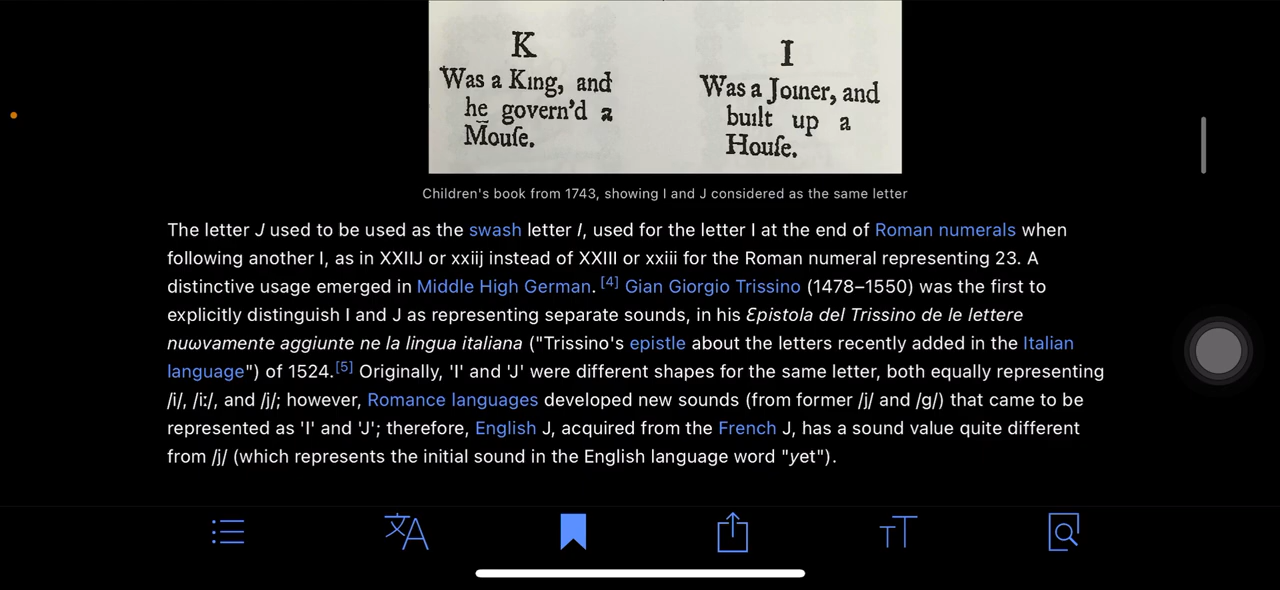 K
Was a King, and
he govern'd a
Mouſe.
I
Was a Joıner, and
buılt up a
Houſe.
Children's book from 1743, showing I and J considered as the same letter
The letter J used to be used as the swash letter I, used for the letter I at the end of Roman numerals when
following another I, as in XXIIJ or xxiij instead of XXIII or xxiii for the Roman numeral representing 23. A
distinctive usage emerged in Middle High German.[4] Gian Giorgio Trissino (1478–1550) was the first to
explicitly distinguish I and J as representing separate sounds, in his Ɛpistola del Trissino de le lettere
nuωvamente aggiunte ne la lingua italiana ("Trissino's epistle about the letters recently added in the Italian
language") of 1524.[5] Originally, 'I' and 'J' were different shapes for the same letter, both equally representing
/i/, /iː/, and /j/; however, Romance languages developed new sounds (from former /j/ and /ɡ/) that came to be
represented as 'I' and 'J'; therefore, English J, acquired from the French J, has a sound value quite different
from /j/ (which represents the initial sound in the English language word "yet").
文A
TT